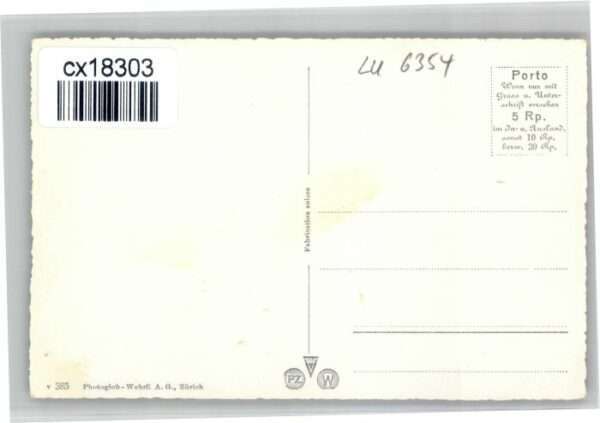 cx18303
LU 6354
Porto
Wenn nur mit
Gruss u. Unter-
schrift versehen
5 Rp.
im In- u. Ausland,
sonst 10 Rp.
bezw. 20 Rp.
Fabrication suisse
PZ W
v 385 Photoglob-Wehrli A. G., Zürich